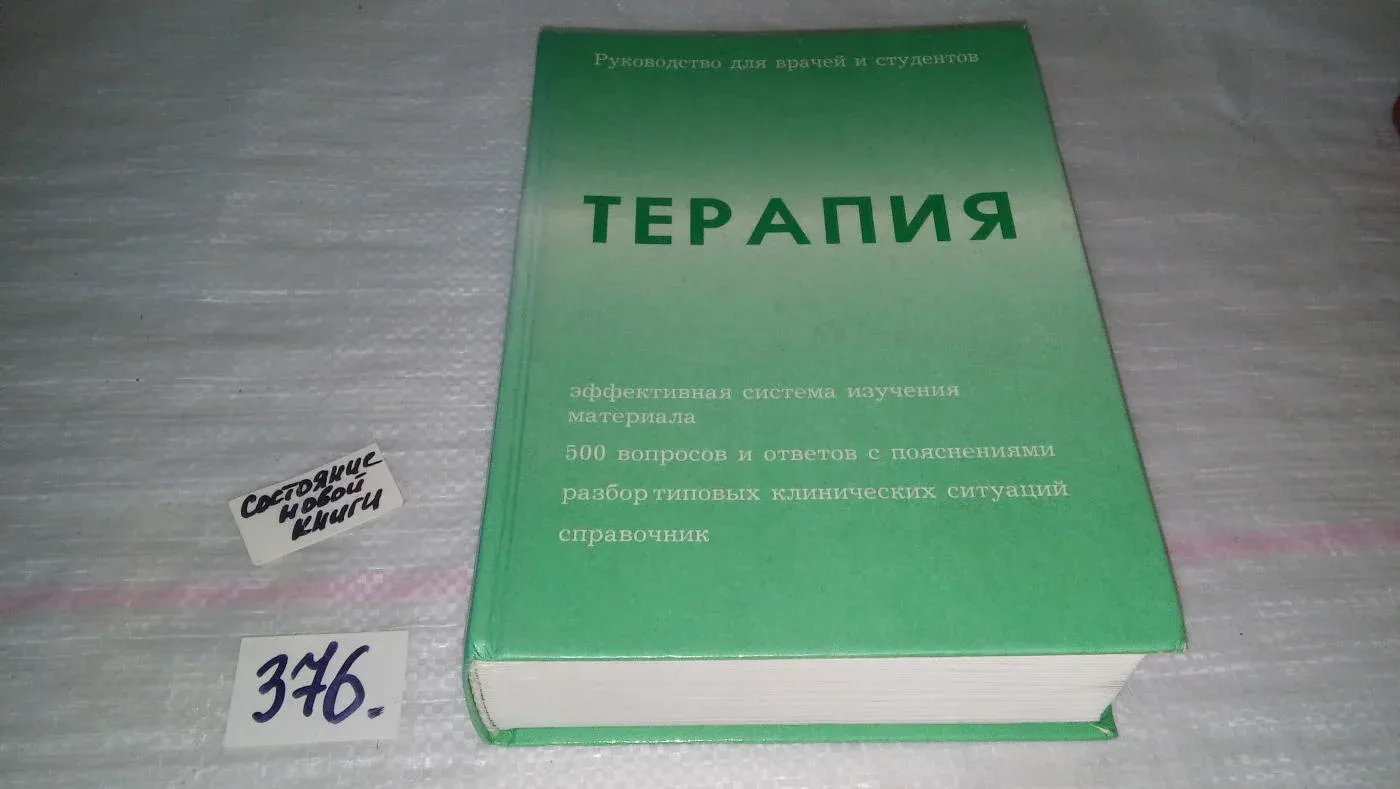 Руководство для врачей и студентов
ТЕРАПИЯ
эффективная система изучения
материала
500 вопросов и ответов с пояснениями
разбор типовых клинических ситуаций
справочник
состояние
новой
книги
376.